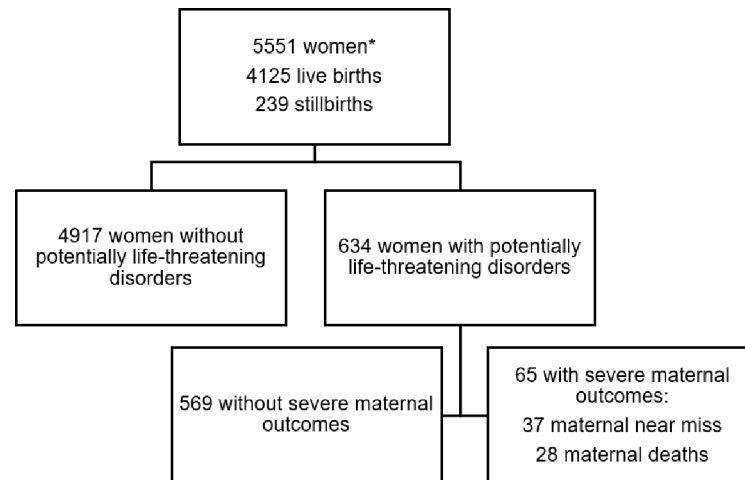 5551 women*
4125 live births
239 stillbirths
4917 women without
potentially life-threatening
disorders
634 women with potentially
life-threatening disorders
569 without severe maternal
outcomes
65 with severe maternal
outcomes:
37 maternal near miss
28 maternal deaths